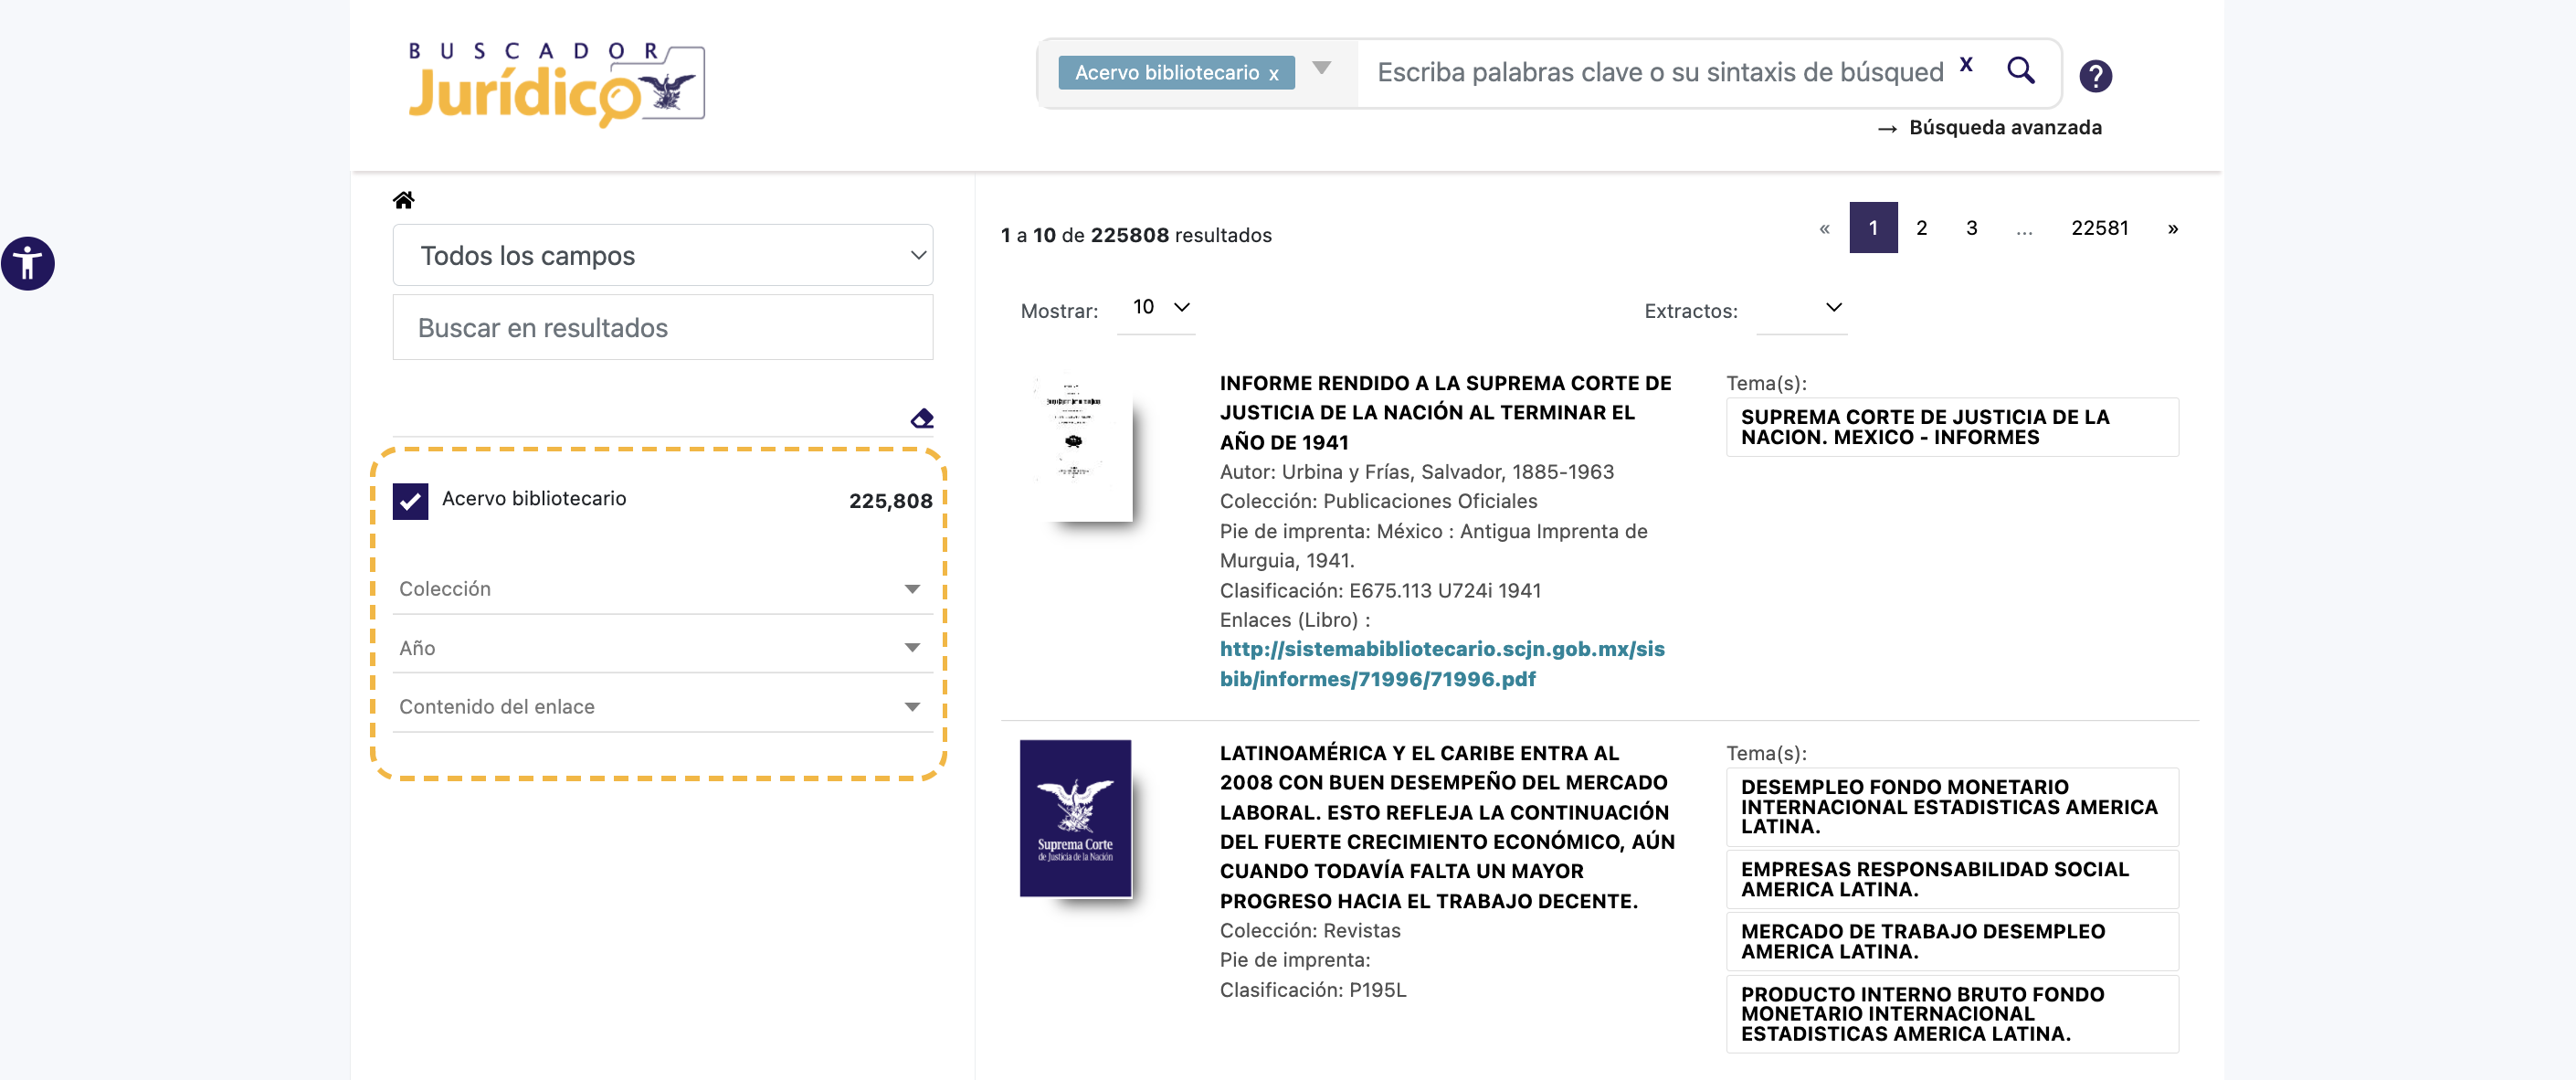 BUSCADOR
Jurídico
Acervo bibliotecario x
Escriba palabras clave o su sintaxis de búsqued
X
?
→ Búsqueda avanzada
Todos los campos
Buscar en resultados
Acervo bibliotecario 225,808
Colección
Año
Contenido del enlace
1 a 10 de 225808 resultados
« 1 2 3 ... 22581 »
Mostrar: 10
Extractos:
INFORME RENDIDO A LA SUPREMA CORTE DE
JUSTICIA DE LA NACIÓN AL TERMINAR EL
AÑO DE 1941
Autor: Urbina y Frías, Salvador, 1885-1963
Colección: Publicaciones Oficiales
Pie de imprenta: México : Antigua Imprenta de
Murguia, 1941.
Clasificación: E675.113 U724i 1941
Enlaces (Libro) :
http://sistemabibliotecario.scjn.gob.mx/sis
bib/informes/71996/71996.pdf
Tema(s):
SUPREMA CORTE DE JUSTICIA DE LA
NACION. MEXICO - INFORMES
Suprema Corte
de Justicia de la Nación
LATINOAMÉRICA Y EL CARIBE ENTRA AL
2008 CON BUEN DESEMPEÑO DEL MERCADO
LABORAL. ESTO REFLEJA LA CONTINUACIÓN
DEL FUERTE CRECIMIENTO ECONÓMICO, AÚN
CUANDO TODAVÍA FALTA UN MAYOR
PROGRESO HACIA EL TRABAJO DECENTE.
Colección: Revistas
Pie de imprenta:
Clasificación: P195L
Tema(s):
DESEMPLEO FONDO MONETARIO
INTERNACIONAL ESTADISTICAS AMERICA
LATINA.
EMPRESAS RESPONSABILIDAD SOCIAL
AMERICA LATINA.
MERCADO DE TRABAJO DESEMPLEO
AMERICA LATINA.
PRODUCTO INTERNO BRUTO FONDO
MONETARIO INTERNACIONAL
ESTADISTICAS AMERICA LATINA.